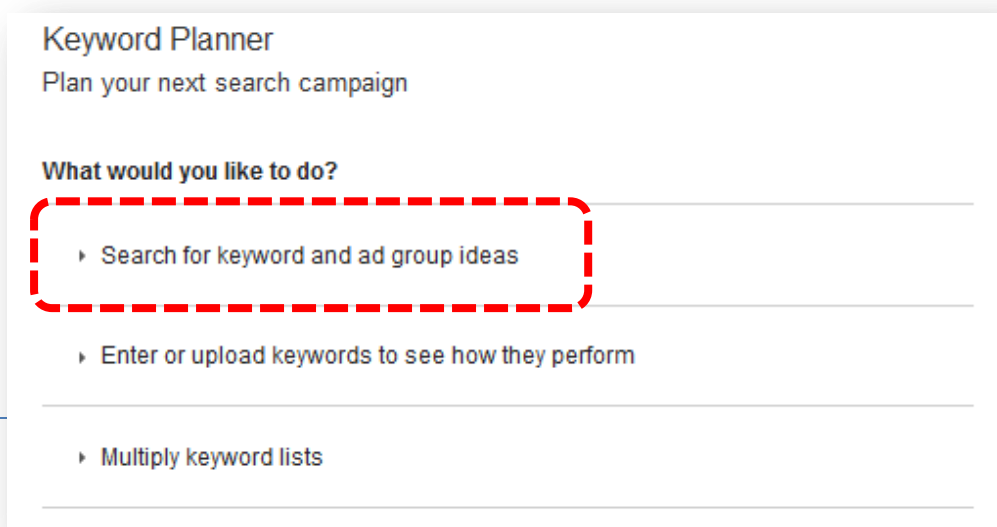 Keyword Planner
Plan your next search campaign
What would you like to do?
Search for keyword and ad group ideas
Enter or upload keywords to see how they perform
Multiply keyword lists